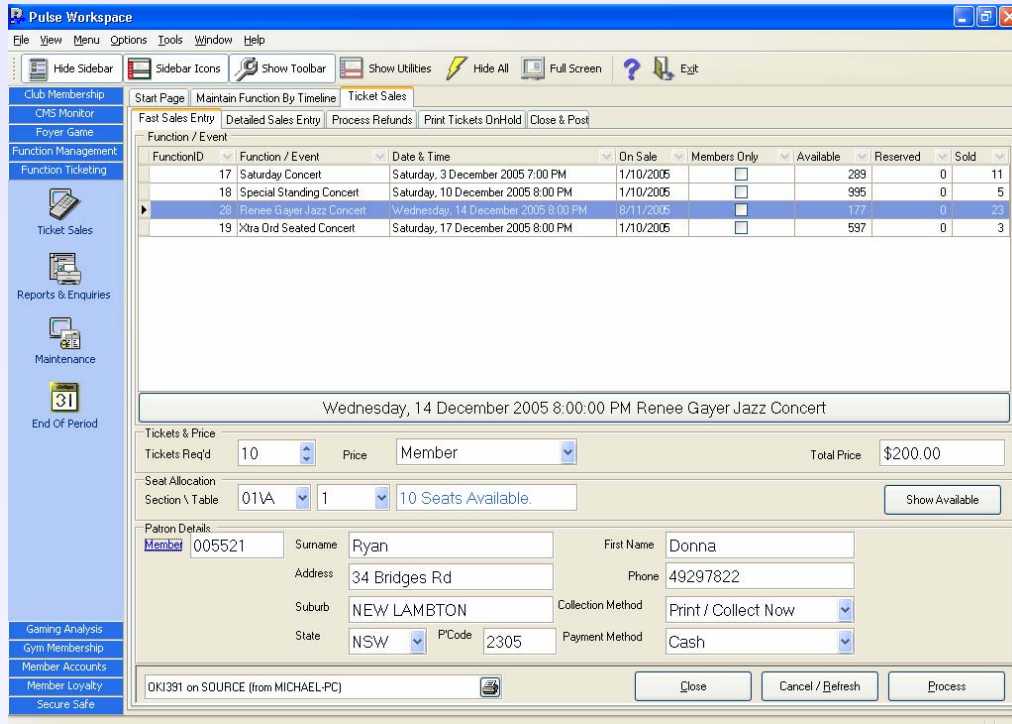 Pulse Workspace
File View Menu Options Tools Window Help
Hide Sidebar Sidebar Icons Show Toolbar Show Utilities Hide All Full Screen ? Exit
Club Membership
CMS Monitor
Foyer Game
Function Management
Function Ticketing
Ticket Sales
Reports & Enquiries
Maintenance
31
End Of Period
Gaming Analysis
Gym Membership
Member Accounts
Member Loyalty
Secure Safe
Start Page Maintain Function By Timeline Ticket Sales
Fast Sales Entry Detailed Sales Entry Process Refunds Print Tickets OnHold Close & Post
Function / Event
FunctionID Function / Event Date & Time On Sale Members Only Available Reserved Sold
17 Saturday Concert Saturday, 3 December 2005 7:00 PM 1/10/2005 289 0 11
18 Special Standing Concert Saturday, 10 December 2005 8:00 PM 1/10/2005 995 0 5
28 Renee Gayer Jazz Concert Wednesday, 14 December 2005 8:00 PM 8/11/2005 177 0 23
19 Xtra Ord Seated Concert Saturday, 17 December 2005 8:00 PM 1/10/2005 597 0 3
Wednesday, 14 December 2005 8:00:00 PM Renee Gayer Jazz Concert
Tickets & Price
Tickets Req'd 10 Price Member Total Price $200.00
Seat Allocation
Section \ Table 01\A 1 10 Seats Available. Show Available
Patron Details
Member 005521 Surname Ryan First Name Donna
Address 34 Bridges Rd Phone 49297822
Suburb NEW LAMBTON Collection Method Print / Collect Now
State NSW P'Code 2305 Payment Method Cash
OKI391 on SOURCE (from MICHAEL-PC) Close Cancel / Refresh Process